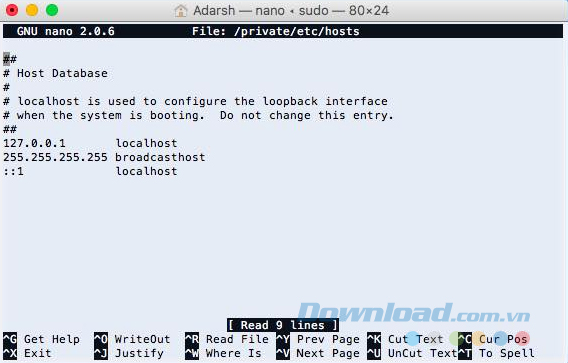 Adarsh — nano ◂ sudo — 80×24
GNU nano 2.0.6 File: /private/etc/hosts
##
# Host Database
#
# localhost is used to configure the loopback interface
# when the system is booting. Do not change this entry.
##
127.0.0.1 localhost
255.255.255.255 broadcasthost
::1 localhost
Download.com.vn
[ Read 9 lines ]
^G Get Help ^O WriteOut ^R Read File ^Y Prev Page ^K Cut Text ^C Cur Pos
^X Exit ^J Justify ^W Where Is ^V Next Page ^U UnCut Text ^T To Spell